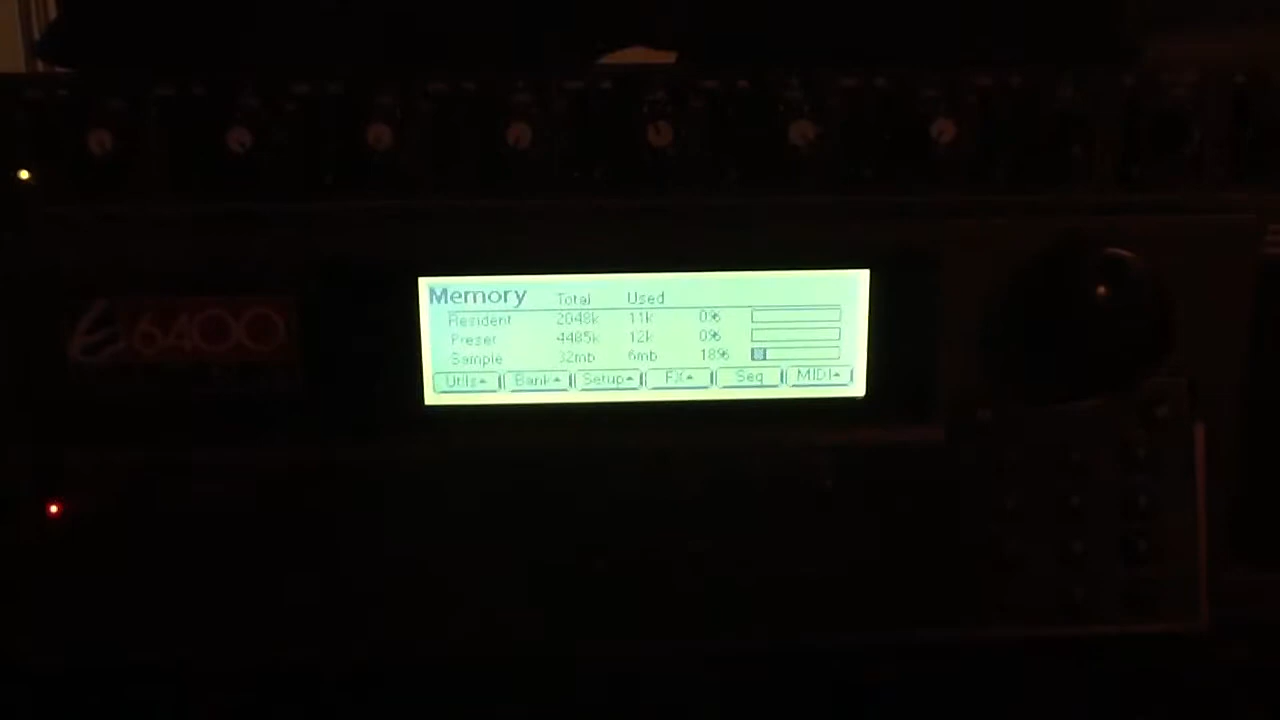 Memory Total Used
Resident 2048k 11k 0%
Preset 4485k 12k 0%
Sample 32mb 6mb 18%
Utils Bank Setup FX Seq MIDI
E6400